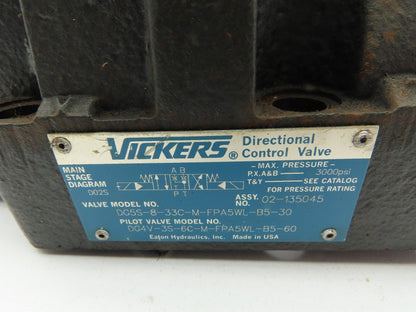 VICKERS® Directional Control Valve
MAIN STAGE DIAGRAM
D02S
A B
P T
- MAX. PRESSURE -
P.X. A&B — 3000psi
T&Y — SEE CATALOG
FOR PRESSURE RATING
ASSY. NO. 02-135045
VALVE MODEL NO.
DG5S-8-33C-M-FPA5WL-B5-30
PILOT VALVE MODEL NO.
DG4V-3S-6C-M-FPA5WL-B5-60
Eaton Hydraulics, Inc. Made in USA